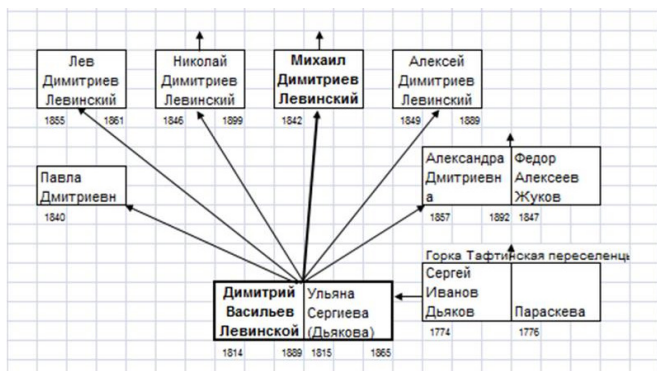 Лев
Димитриев
Левинский
1855 1861
Николай
Димитриев
Левинский
1846 1899
Михаил
Димитриев
Левинский
1842
Алексей
Димитриев
Левинский
1849 1889
Павла
Дмитриевн
1840
Александра
Дмитриевн
а
1857 1892
Федор
Алексеев
Жуков
1847
Горка Тафтинская переселенць
Сергей
Иванов
Дьяков
1774
Параскева
1776
Димитрий
Васильев
Левинской
1814 1889
Ульяна
Сергиева
(Дьякова)
1815 1865